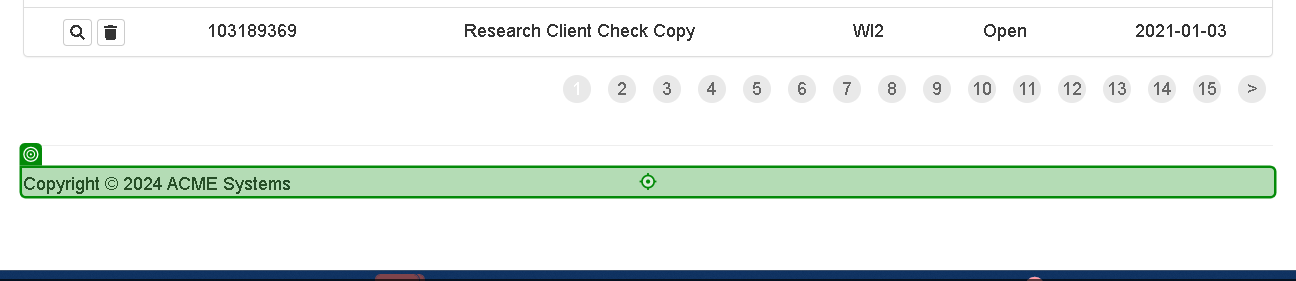 103189369 Research Client Check Copy WI2 Open 2021-01-03
1 2 3 4 5 6 7 8 9 10 11 12 13 14 15 >
Copyright © 2024 ACME Systems